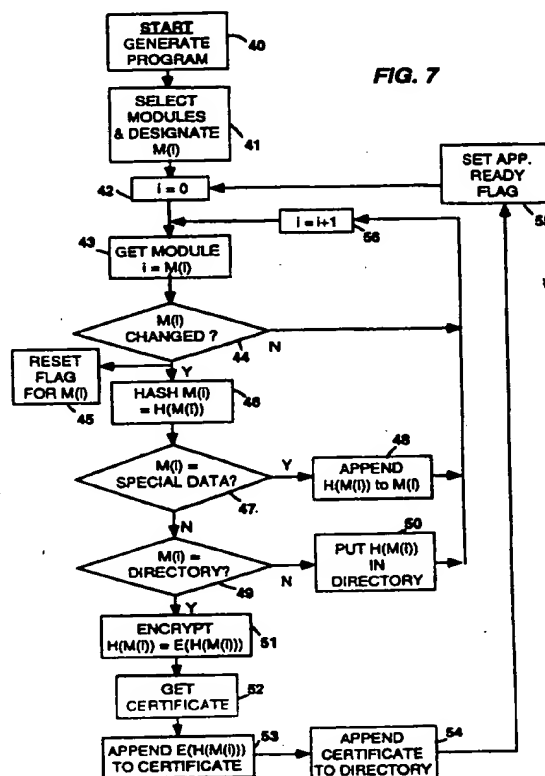 START
GENERATE
PROGRAM
40
FIG. 7
SELECT
MODULES
& DESIGNATE
M(i)
41
SET APP.
READY
FLAG
42
i = 0
i = i+1
56
43
GET MODULE
i = M(i)
M(i)
CHANGED ?
44
N
Y
RESET
FLAG
FOR M(i)
45
HASH M(i)
= H(M(i))
46
M(i) =
SPECIAL DATA?
47
Y
N
48
APPEND
H(M(i)) to M(i)
M(i) =
DIRECTORY?
49
N
Y
50
PUT H(M(i))
IN
DIRECTORY
ENCRYPT
H(M(i)) = E(H(M(i)))
51
GET
CERTIFICATE
52
APPEND E(H(M(i)))
TO CERTIFICATE
53
APPEND
CERTIFICATE
TO DIRECTORY
54